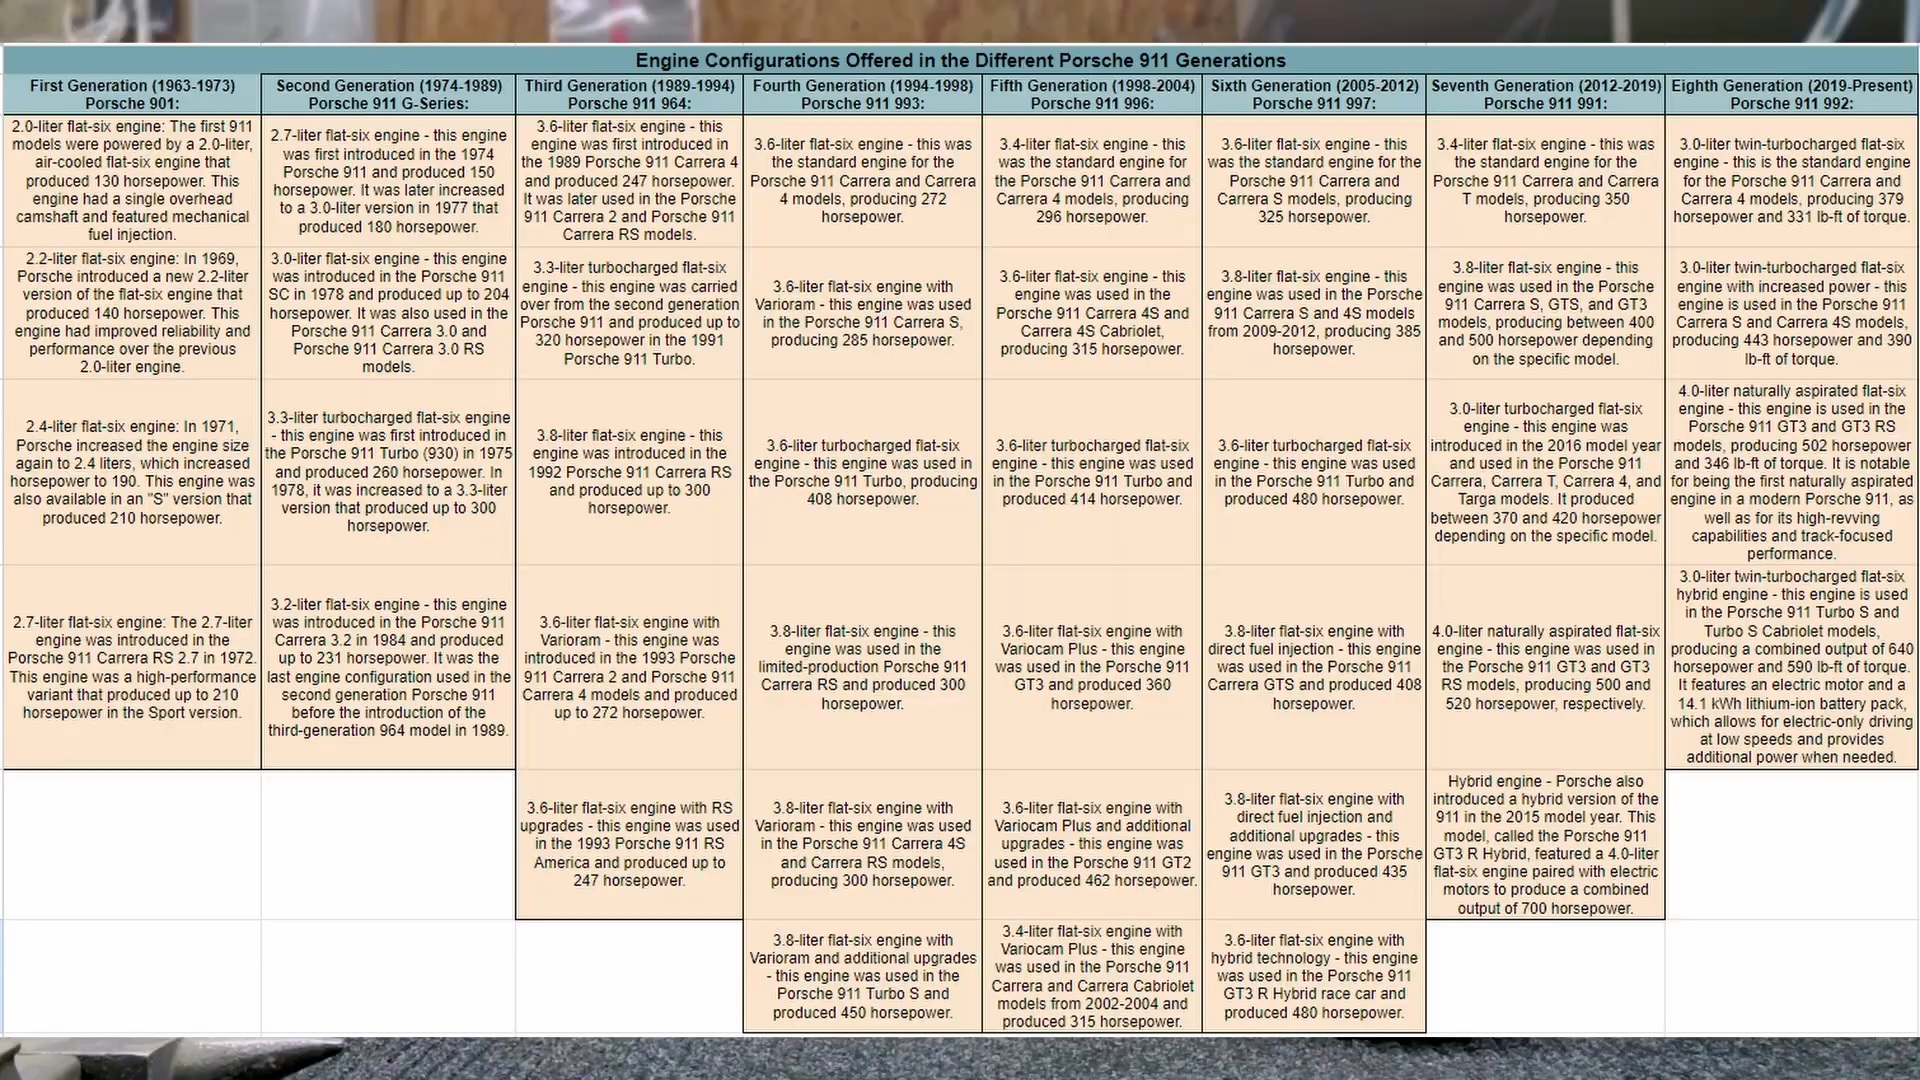 Engine Configurations Offered in the Different Porsche 911 Generations
First Generation (1963-1973)
Porsche 901:
Second Generation (1974-1989)
Porsche 911 G-Series:
Third Generation (1989-1994)
Porsche 911 964:
Fourth Generation (1994-1998)
Porsche 911 993:
Fifth Generation (1998-2004)
Porsche 911 996:
Sixth Generation (2005-2012)
Porsche 911 997:
Seventh Generation (2012-2019)
Porsche 911 991:
Eighth Generation (2019-Present)
Porsche 911 992:
2.0-liter flat-six engine: The first 911
models were powered by a 2.0-liter,
air-cooled flat-six engine that
produced 130 horsepower. This
engine had a single overhead
camshaft and featured mechanical
fuel injection.
2.7-liter flat-six engine - this engine
was first introduced in the 1974
Porsche 911 and produced 150
horsepower. It was later increased
to a 3.0-liter version in 1977 that
produced 180 horsepower.
3.6-liter flat-six engine - this
engine was first introduced in
the 1989 Porsche 911 Carrera 4
and produced 247 horsepower.
It was later used in the Porsche
911 Carrera 2 and Porsche 911
Carrera RS models.
3.6-liter flat-six engine - this was
the standard engine for the
Porsche 911 Carrera and Carrera
4 models, producing 272
horsepower.
3.4-liter flat-six engine - this
was the standard engine for
the Porsche 911 Carrera and
Carrera 4 models, producing
296 horsepower.
3.6-liter flat-six engine - this
was the standard engine for the
Porsche 911 Carrera and
Carrera S models, producing
325 horsepower.
3.4-liter flat-six engine - this was
the standard engine for the
Porsche 911 Carrera and Carrera
T models, producing 350
horsepower.
3.0-liter twin-turbocharged flat-six
engine - this is the standard engine
for the Porsche 911 Carrera and
Carrera 4 models, producing 379
horsepower and 331 lb-ft of torque.
2.2-liter flat-six engine: In 1969,
Porsche introduced a new 2.2-liter
version of the flat-six engine that
produced 140 horsepower. This
engine had improved reliability and
performance over the previous
2.0-liter engine.
3.0-liter flat-six engine - this engine
was introduced in the Porsche 911
SC in 1978 and produced up to 204
horsepower. It was also used in the
Porsche 911 Carrera 3.0 and
Porsche 911 Carrera 3.0 RS
models.
3.3-liter turbocharged flat-six
engine - this engine was carried
over from the second generation
Porsche 911 and produced up to
320 horsepower in the 1991
Porsche 911 Turbo.
3.6-liter flat-six engine with
Varioram - this engine was used
in the Porsche 911 Carrera S,
producing 285 horsepower.
3.6-liter flat-six engine - this
engine was used in the
Porsche 911 Carrera 4S and
Carrera 4S Cabriolet,
producing 315 horsepower.
3.8-liter flat-six engine - this
engine was used in the Porsche
911 Carrera S and 4S models
from 2009-2012, producing 385
horsepower.
3.8-liter flat-six engine - this
engine was used in the Porsche
911 Carrera S, GTS, and GT3
models, producing between 400
and 500 horsepower depending
on the specific model.
3.0-liter twin-turbocharged flat-six
engine with increased power - this
engine is used in the Porsche 911
Carrera S and Carrera 4S models,
producing 443 horsepower and 390
lb-ft of torque.
2.4-liter flat-six engine: In 1971,
Porsche increased the engine size
again to 2.4 liters, which increased
horsepower to 190. This engine was
also available in an "S" version that
produced 210 horsepower.
3.3-liter turbocharged flat-six engine
- this engine was first introduced in
the Porsche 911 Turbo (930) in 1975
and produced 260 horsepower. In
1978, it was increased to a 3.3-liter
version that produced up to 300
horsepower.
3.8-liter flat-six engine - this
engine was introduced in the
1992 Porsche 911 Carrera RS
and produced up to 300
horsepower.
3.6-liter turbocharged flat-six
engine - this engine was used in
the Porsche 911 Turbo, producing
408 horsepower.
3.6-liter turbocharged flat-six
engine - this engine was used
in the Porsche 911 Turbo and
produced 414 horsepower.
3.6-liter turbocharged flat-six
engine - this engine was used
in the Porsche 911 Turbo and
produced 480 horsepower.
3.0-liter turbocharged flat-six
engine - this engine was
introduced in the 2016 model year
and used in the Porsche 911
Carrera, Carrera T, Carrera 4, and
Targa models. It produced
between 370 and 420 horsepower
depending on the specific model.
4.0-liter naturally aspirated flat-six
engine - this engine is used in the
Porsche 911 GT3 and GT3 RS
models, producing 502 horsepower
and 346 lb-ft of torque. It is notable
for being the first naturally aspirated
engine in a modern Porsche 911, as
well as for its high-revving
capabilities and track-focused
performance.
2.7-liter flat-six engine: The 2.7-liter
engine was introduced in the
Porsche 911 Carrera RS 2.7 in 1972.
This engine was a high-performance
variant that produced up to 210
horsepower in the Sport version.
3.2-liter flat-six engine - this engine
was introduced in the Porsche 911
Carrera 3.2 in 1984 and produced
up to 231 horsepower. It was the
last engine configuration used in the
second generation Porsche 911
before the introduction of the
third-generation 964 model in 1989.
3.6-liter flat-six engine with
Varioram - this engine was
introduced in the 1993 Porsche
911 Carrera 2 and Porsche 911
Carrera 4 models and produced
up to 272 horsepower.
3.8-liter flat-six engine - this
engine was used in the
limited-production Porsche 911
Carrera RS and produced 300
horsepower.
3.6-liter flat-six engine with
Variocam Plus - this engine
was used in the Porsche 911
GT3 and produced 360
horsepower.
3.8-liter flat-six engine with
direct fuel injection - this engine
was used in the Porsche 911
Carrera GTS and produced 408
horsepower.
4.0-liter naturally aspirated flat-six
engine - this engine was used in
the Porsche 911 GT3 and GT3
RS models, producing 500 and
520 horsepower, respectively.
3.0-liter twin-turbocharged flat-six
hybrid engine - this engine is used
in the Porsche 911 Turbo S and
Turbo S Cabriolet models,
producing a combined output of 640
horsepower and 590 lb-ft of torque.
It features an electric motor and a
14.1 kWh lithium-ion battery pack,
which allows for electric-only driving
at low speeds and provides
additional power when needed.
3.6-liter flat-six engine with RS
upgrades - this engine was used
in the 1993 Porsche 911 RS
America and produced up to
247 horsepower.
3.8-liter flat-six engine with
Varioram - this engine was used
in the Porsche 911 Carrera 4S
and Carrera RS models,
producing 300 horsepower.
3.6-liter flat-six engine with
Variocam Plus and additional
upgrades - this engine was
used in the Porsche 911 GT2
and produced 462 horsepower.
3.8-liter flat-six engine with
direct fuel injection and
additional upgrades - this
engine was used in the Porsche
911 GT3 and produced 435
horsepower.
Hybrid engine - Porsche also
introduced a hybrid version of the
911 in the 2015 model year. This
model, called the Porsche 911
GT3 R Hybrid, featured a 4.0-liter
flat-six engine paired with electric
motors to produce a combined
output of 700 horsepower.
3.8-liter flat-six engine with
Varioram and additional upgrades
- this engine was used in the
Porsche 911 Turbo S and
produced 450 horsepower.
3.4-liter flat-six engine with
Variocam Plus - this engine
was used in the Porsche 911
Carrera and Carrera Cabriolet
models from 2002-2004 and
produced 315 horsepower.
3.6-liter flat-six engine with
hybrid technology - this engine
was used in the Porsche 911
GT3 R Hybrid race car and
produced 480 horsepower.